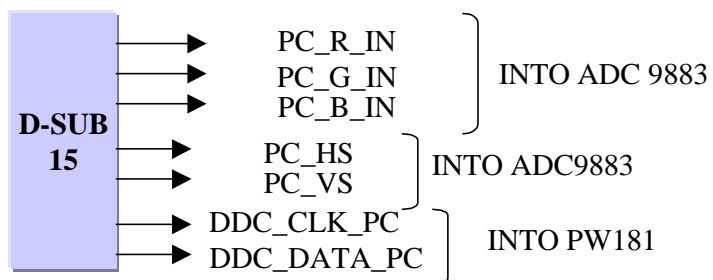 D-SUB
15
PC_R_IN
PC_G_IN
PC_B_IN
INTO ADC 9883
PC_HS
PC_VS
INTO ADC9883
DDC_CLK_PC
DDC_DATA_PC
INTO PW181